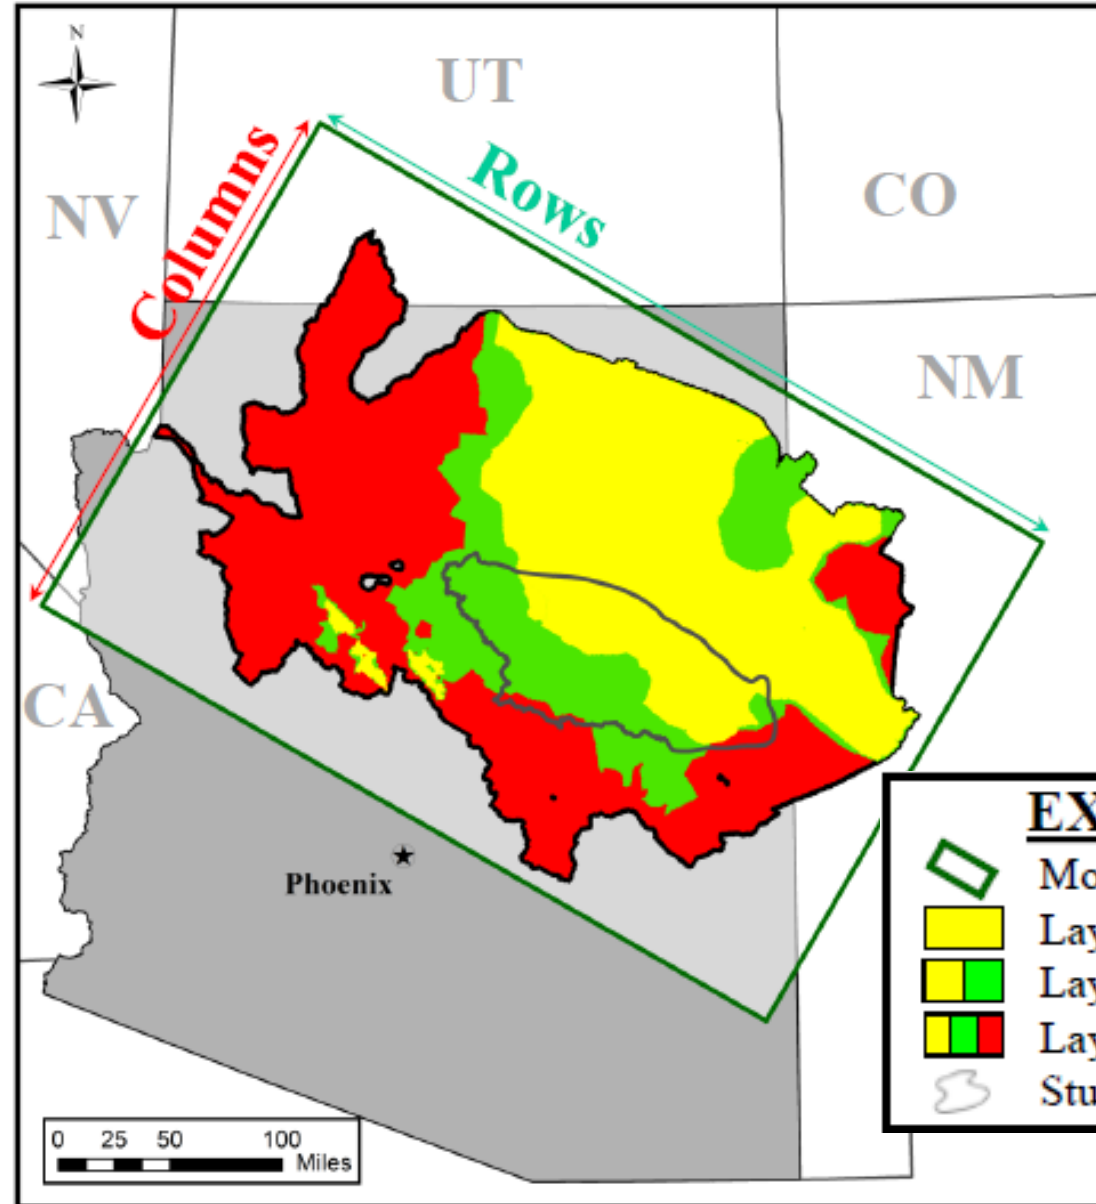 N
UT
NV
CO
Columns
Rows
NM
CA
Phoenix
EX
Mo
Lay
Lay
Lay
Stu
0 25 50 100
Miles